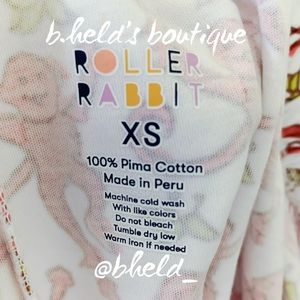 b.held's boutique
ROLLER
RABBIT
XS
100% Pima Cotton
Made in Peru
Machine cold wash
With like colors
Do not bleach
Tumble dry low
Warm iron if needed
@bheld_